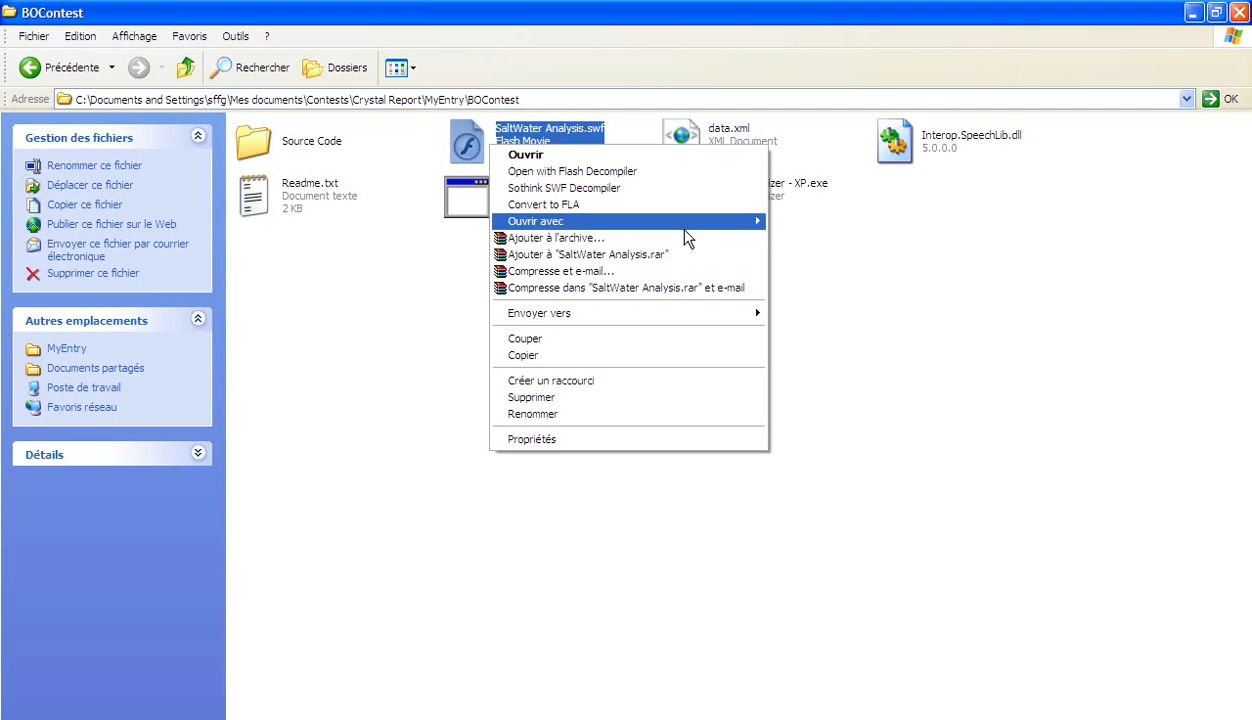 BOContest
Fichier Edition Affichage Favoris Outils ?
Précédente Rechercher Dossiers
Adresse C:\Documents and Settings\sffg\Mes documents\Contests\Crystal Report\MyEntry\BOContest OK
Gestion des fichiers
Renommer ce fichier
Déplacer ce fichier
Copier ce fichier
Publier ce fichier sur le Web
Envoyer ce fichier par courrier
électronique
Supprimer ce fichier
Autres emplacements
MyEntry
Documents partagés
Poste de travail
Favoris réseau
Détails
Source Code
SaltWater Analysis.swf
Flash Movie
data.xml
XML Document
Interop.SpeechLib.dll
5.0.0.0
Readme.txt
Document texte
2 KB
- XP.exe
Ouvrir
Open with Flash Decompiler
Sothink SWF Decompiler
Convert to FLA
Ouvrir avec
Ajouter à l'archive...
Ajouter à "SaltWater Analysis.rar"
Compresse et e-mail...
Compresse dans "SaltWater Analysis.rar" et e-mail
Envoyer vers
Couper
Copier
Créer un raccourci
Supprimer
Renommer
Propriétés